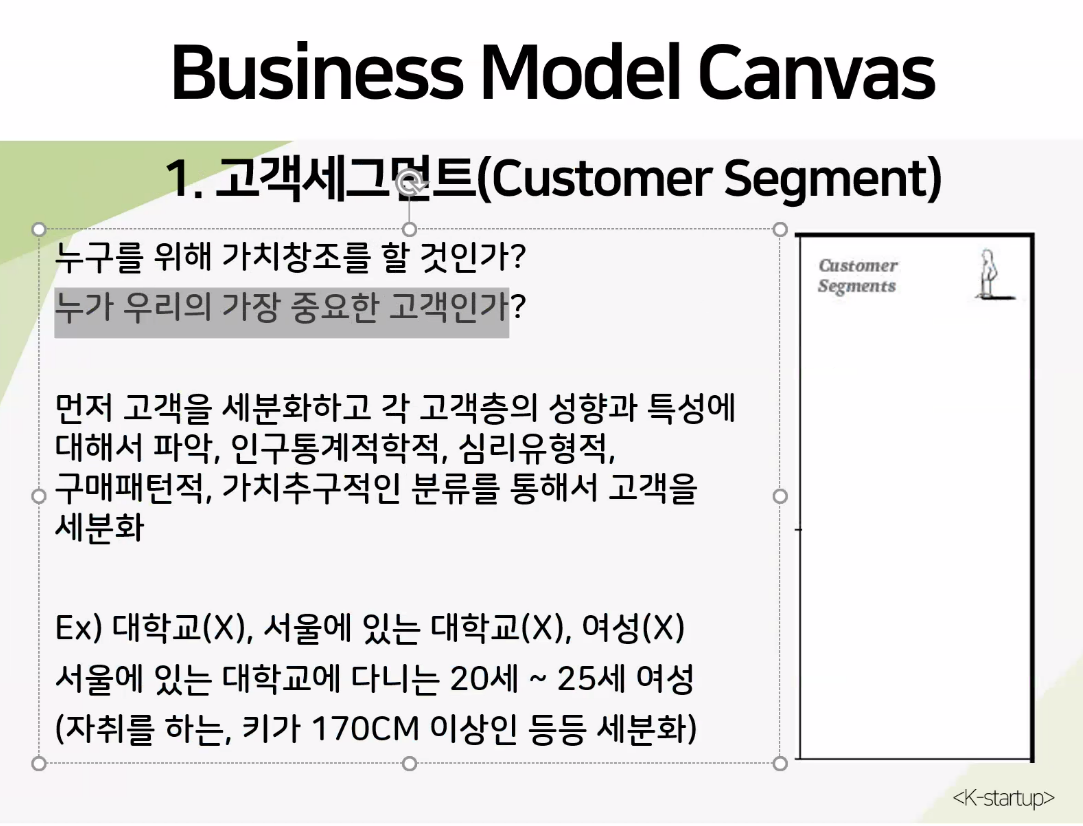 Business Model Canvas
1. 고객세그먼트(Customer Segment)
누구를 위해 가치창조를 할 것인가?
누가 우리의 가장 중요한 고객인가?
먼저 고객을 세분화하고 각 고객층의 성향과 특성에
대해서 파악, 인구통계적학적, 심리유형적,
구매패턴적, 가치추구적인 분류를 통해서 고객을
세분화
Ex) 대학교(X), 서울에 있는 대학교(X), 여성(X)
서울에 있는 대학교에 다니는 20세 ~ 25세 여성
(자취를 하는, 키가 170CM 이상인 등등 세분화)
Customer
Segments
<K-startup>